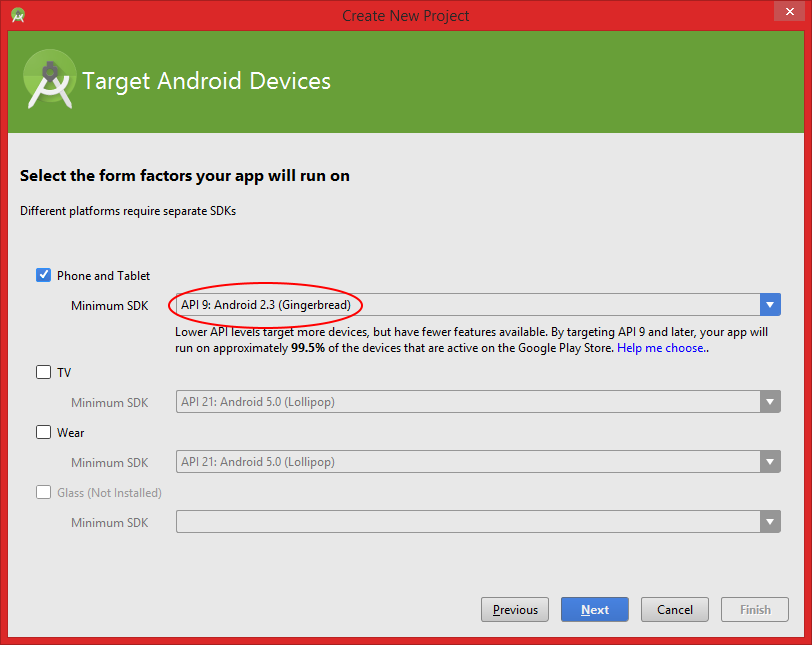 Create New Project
Target Android Devices
Select the form factors your app will run on
Different platforms require separate SDKs
Phone and Tablet
Minimum SDK
API 9: Android 2.3 (Gingerbread)
Lower API levels target more devices, but have fewer features available. By targeting API 9 and later, your app will
run on approximately 99.5% of the devices that are active on the Google Play Store. Help me choose..
TV
Minimum SDK
API 21: Android 5.0 (Lollipop)
Wear
Minimum SDK
API 21: Android 5.0 (Lollipop)
Glass (Not Installed)
Minimum SDK
Previous
Next
Cancel
Finish